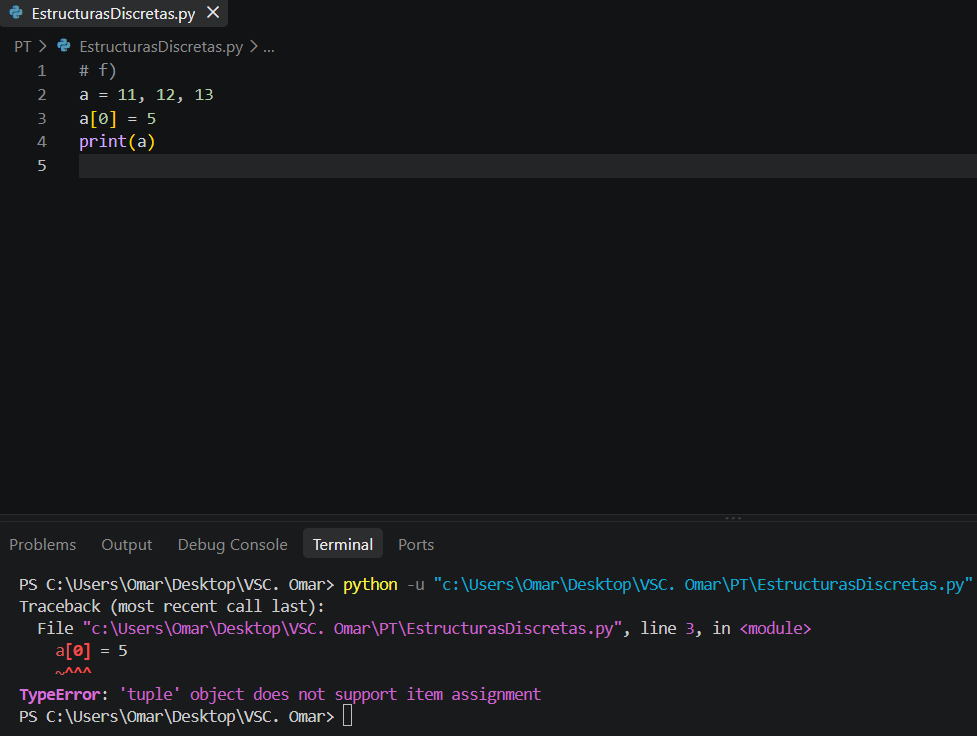 EstructurasDiscretas.py
PT > EstructurasDiscretas.py > ...
1 # f)
2 a = 11, 12, 13
3 a[0] = 5
4 print(a)
5
Problems Output Debug Console Terminal Ports
PS C:\Users\Omar\Desktop\VSC. Omar> python -u "c:\Users\Omar\Desktop\VSC. Omar\PT\EstructurasDiscretas.py"
Traceback (most recent call last):
  File "c:\Users\Omar\Desktop\VSC. Omar\PT\EstructurasDiscretas.py", line 3, in <module>
    a[0] = 5
    ~^^^
TypeError: 'tuple' object does not support item assignment
PS C:\Users\Omar\Desktop\VSC. Omar>